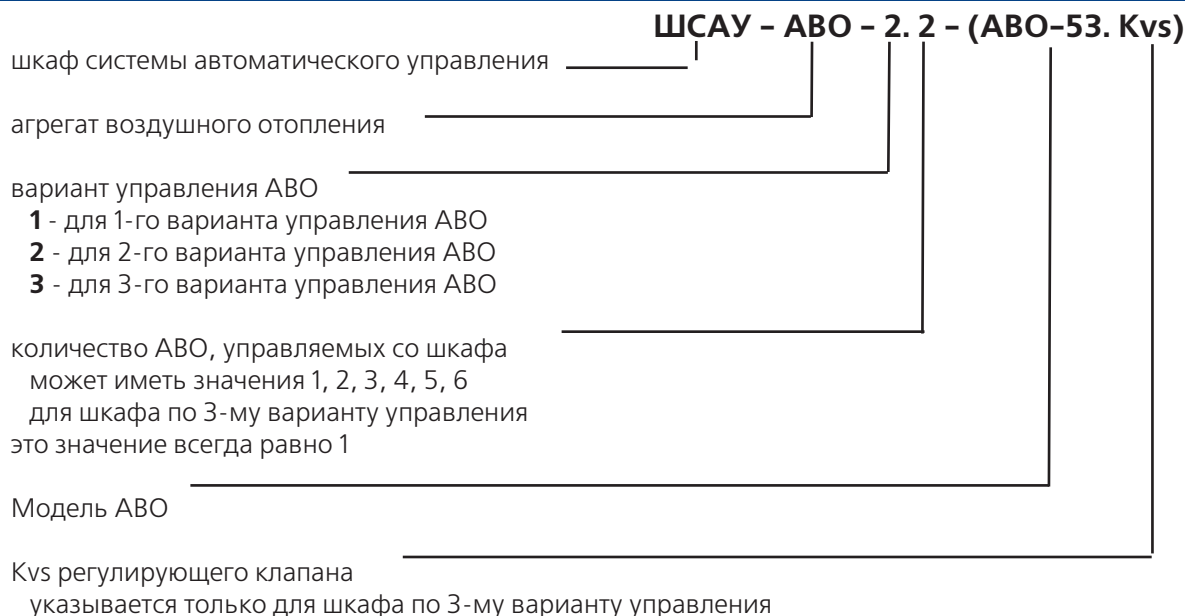 ШСАУ – АВО – 2. 2 – (АВО–53. Kvs)
шкаф системы автоматического управления
агрегат воздушного отопления
вариант управления АВО
1 - для 1-го варианта управления АВО
2 - для 2-го варианта управления АВО
3 - для 3-го варианта управления АВО
количество АВО, управляемых со шкафа
может иметь значения 1, 2, 3, 4, 5, 6
для шкафа по 3-му варианту управления
это значение всегда равно 1
Модель АВО
Kvs регулирующего клапана
указывается только для шкафа по 3-му варианту управления